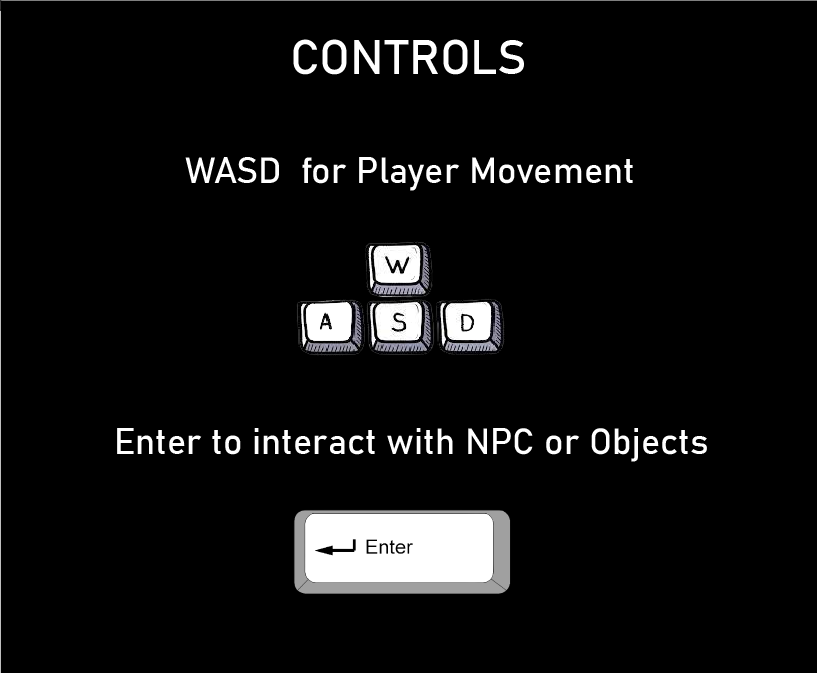 CONTROLS
WASD  for Player Movement
W
A S D
Enter to interact with NPC or Objects
Enter